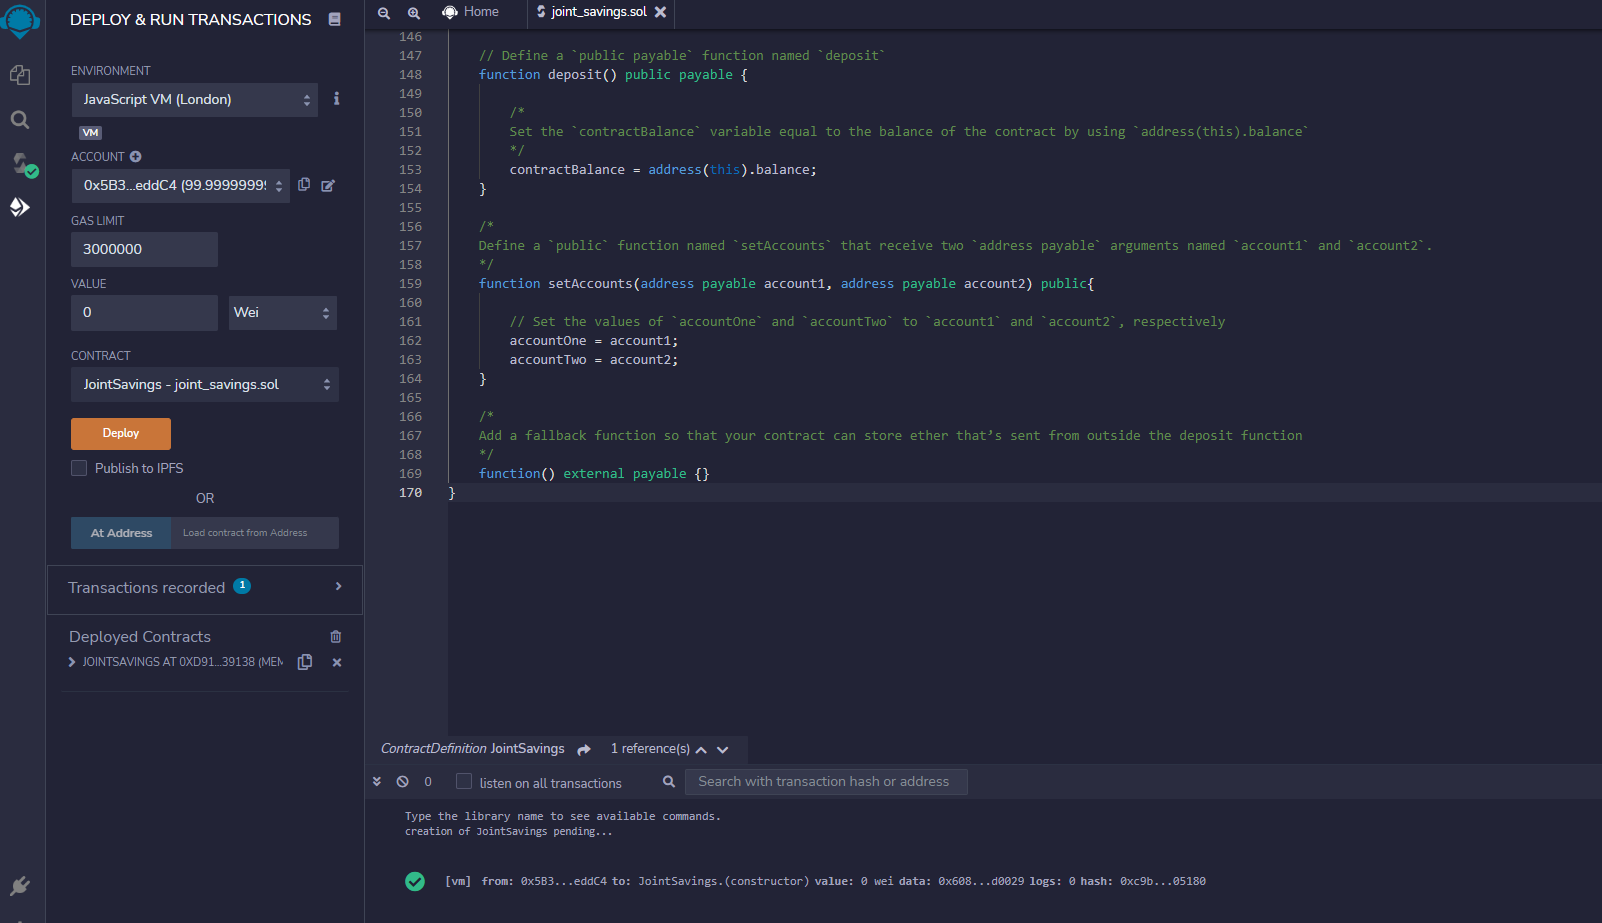 DEPLOY & RUN TRANSACTIONS
ENVIRONMENT
JavaScript VM (London)
VM
ACCOUNT
0x5B3...eddC4 (99.99999999
GAS LIMIT
3000000
VALUE
0 Wei
CONTRACT
JointSavings - joint_savings.sol
Deploy
Publish to IPFS
OR
At Address Load contract from Address
Transactions recorded 1
Deployed Contracts
JOINTSAVINGS AT 0XD91...39138 (MEM
Home joint_savings.sol
146
147 // Define a `public payable` function named `deposit`
148 function deposit() public payable {
149
150 /*
151 Set the `contractBalance` variable equal to the balance of the contract by using `address(this).balance`
152 */
153 contractBalance = address(this).balance;
154 }
155
156 /*
157 Define a `public` function named `setAccounts` that receive two `address payable` arguments named `account1` and `account2`.
158 */
159 function setAccounts(address payable account1, address payable account2) public{
160
161 // Set the values of `accountOne` and `accountTwo` to `account1` and `account2`, respectively
162 accountOne = account1;
163 accountTwo = account2;
164 }
165
166 /*
167 Add a fallback function so that your contract can store ether that’s sent from outside the deposit function
168 */
169 function() external payable {}
170 }
ContractDefinition JointSavings 1 reference(s)
0 listen on all transactions Search with transaction hash or address
Type the library name to see available commands.
creation of JointSavings pending...
[vm] from: 0x5B3...eddC4 to: JointSavings.(constructor) value: 0 wei data: 0x608...d0029 logs: 0 hash: 0xc9b...05180